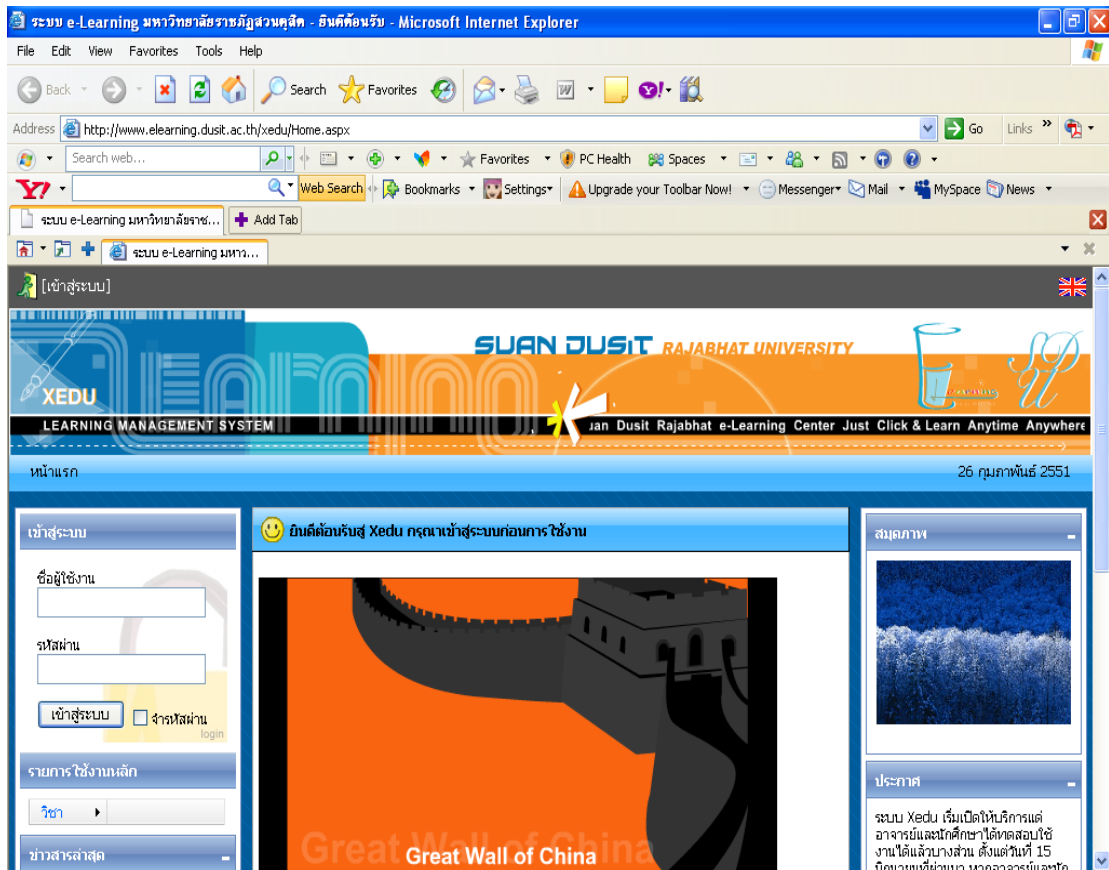 ระบบ e-Learning มหาวิทยาลัยราชภัฏสวนดุสิต - ยินดีต้อนรับ - Microsoft Internet Explorer
File Edit View Favorites Tools Help
Back Search Favorites
Address http://www.elearning.dusit.ac.th/xedu/Home.aspx Go Links »
Search web... Favorites PC Health Spaces
Y7 Web Search Bookmarks Settings Upgrade your Toolbar Now! Messenger Mail MySpace News
ระบบ e-Learning มหาวิทยาลัยราช... Add Tab
ระบบ e-Learning มหาว...
[เข้าสู่ระบบ]
SUAN DUSIT RAJABHAT UNIVERSITY
Learning
XEDU
LEARNING MANAGEMENT SYSTEM
uan Dusit Rajabhat e-Learning Center Just Click & Learn Anytime Anywhere
หน้าแรก
26 กุมภาพันธ์ 2551
เข้าสู่ระบบ
ชื่อผู้ใช้งาน
รหัสผ่าน
เข้าสู่ระบบ จำรหัสผ่าน
login
รายการใช้งานหลัก
วิชา
ข่าวสารล่าสุด
ยินดีต้อนรับสู่ Xedu กรุณาเข้าสู่ระบบก่อนการใช้งาน
Great Wall of China
Great Wall of China
สมุดภาพ
ประกาศ
ระบบ Xedu เริ่มเปิดให้บริการแด่
อาจารย์และนักศึกษาได้ทดสอบใช้
งานได้แล้วบางส่วน ตั้งแต่วันที่ 15